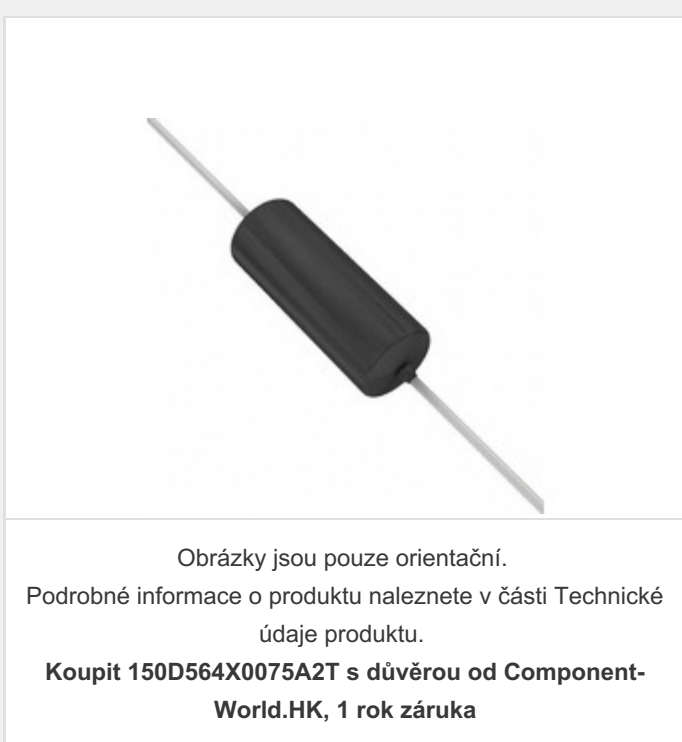 Obrázky jsou pouze orientační.
Podrobné informace o produktu naleznete v části Technické
údaje produktu.
Koupit 150D564X0075A2T s důvěrou od Component-
World.HK, 1 rok záruka